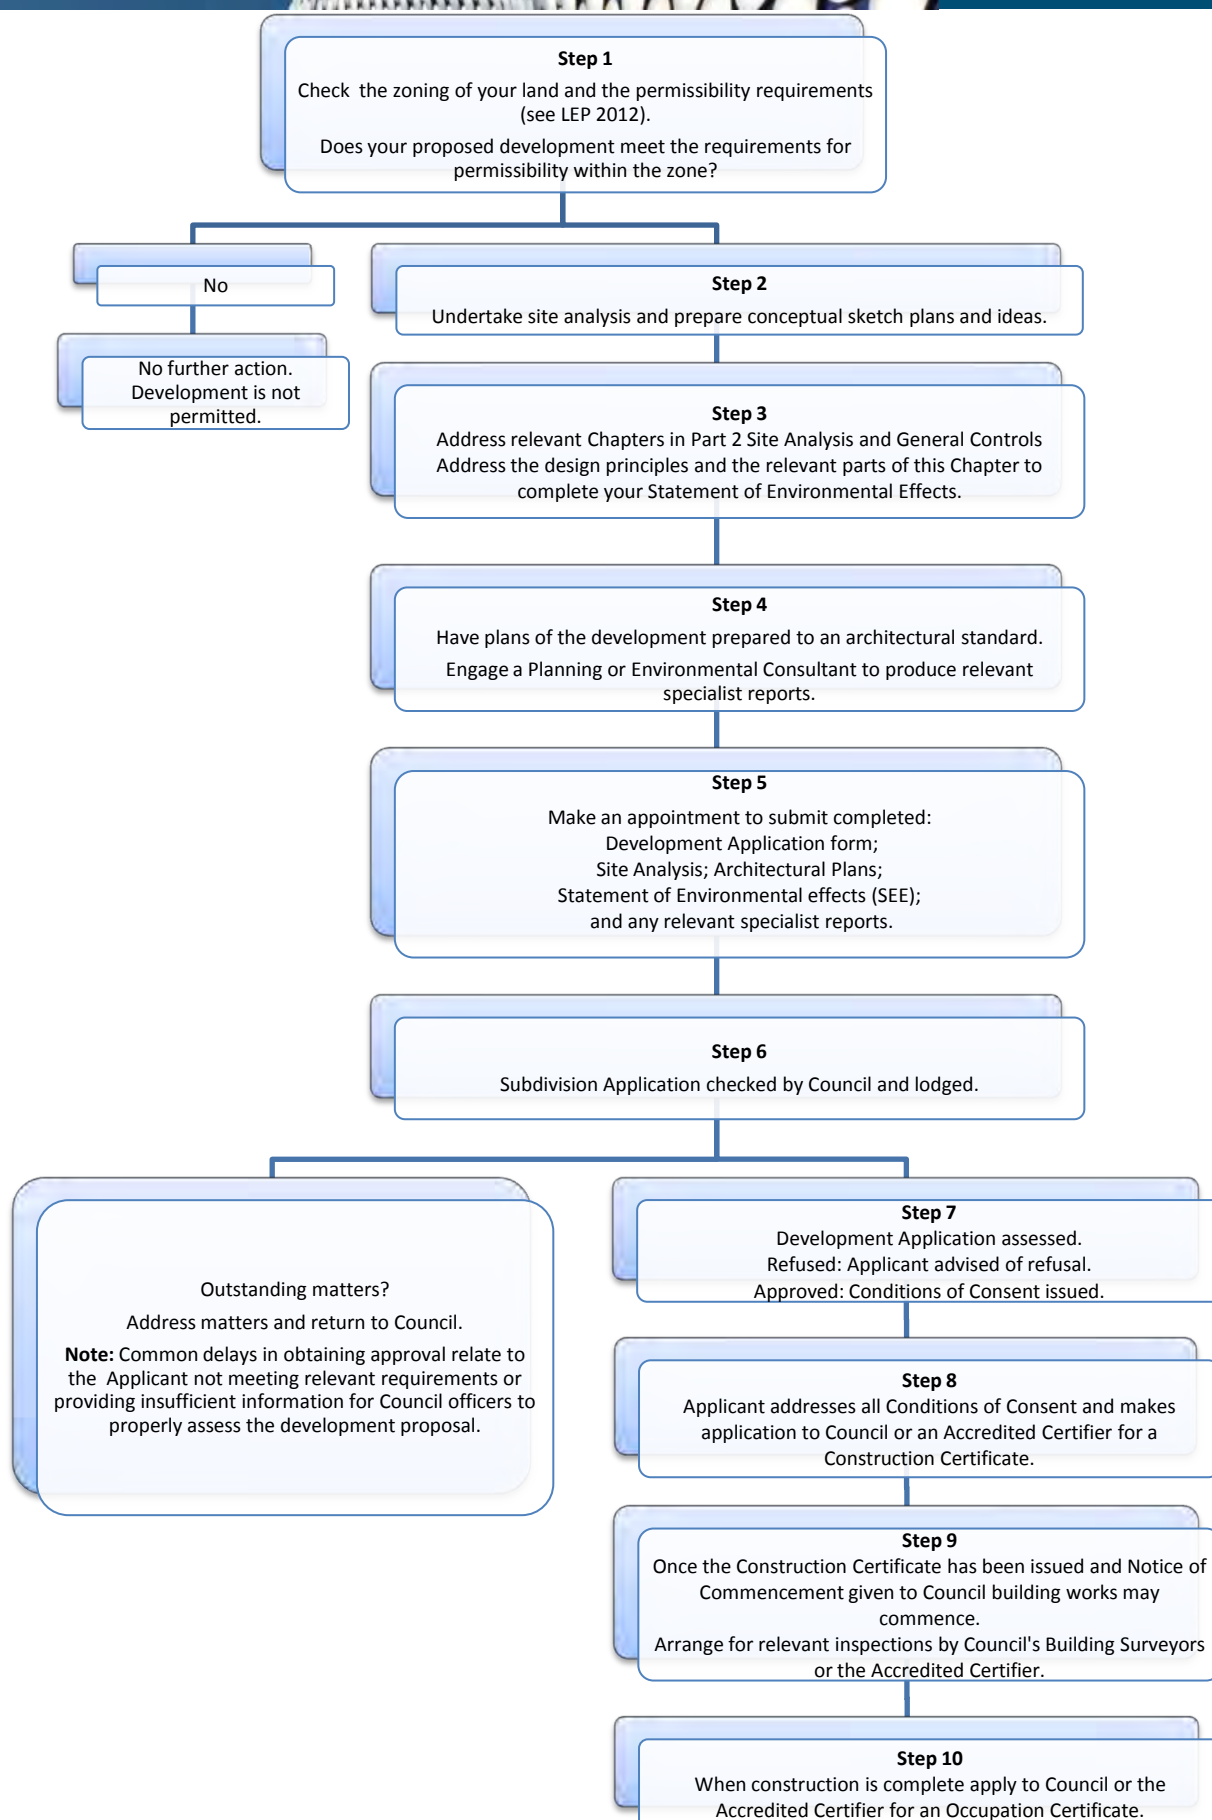 Step 1
Check the zoning of your land and the permissibility requirements
(see LEP 2012).
Does your proposed development meet the requirements for
permissibility within the zone?
No
No further action.
Development is not
permitted.
Step 2
Undertake site analysis and prepare conceptual sketch plans and ideas.
Step 3
Address relevant Chapters in Part 2 Site Analysis and General Controls
Address the design principles and the relevant parts of this Chapter to
complete your Statement of Environmental Effects.
Step 4
Have plans of the development prepared to an architectural standard.
Engage a Planning or Environmental Consultant to produce relevant
specialist reports.
Step 5
Make an appointment to submit completed:
Development Application form;
Site Analysis; Architectural Plans;
Statement of Environmental effects (SEE);
and any relevant specialist reports.
Step 6
Subdivision Application checked by Council and lodged.
Outstanding matters?
Address matters and return to Council.
Note: Common delays in obtaining approval relate to
the Applicant not meeting relevant requirements or
providing insufficient information for Council officers to
properly assess the development proposal.
Step 7
Development Application assessed.
Refused: Applicant advised of refusal.
Approved: Conditions of Consent issued.
Step 8
Applicant addresses all Conditions of Consent and makes
application to Council or an Accredited Certifier for a
Construction Certificate.
Step 9
Once the Construction Certificate has been issued and Notice of
Commencement given to Council building works may
commence.
Arrange for relevant inspections by Council's Building Surveyors
or the Accredited Certifier.
Step 10
When construction is complete apply to Council or the
Accredited Certifier for an Occupation Certificate.